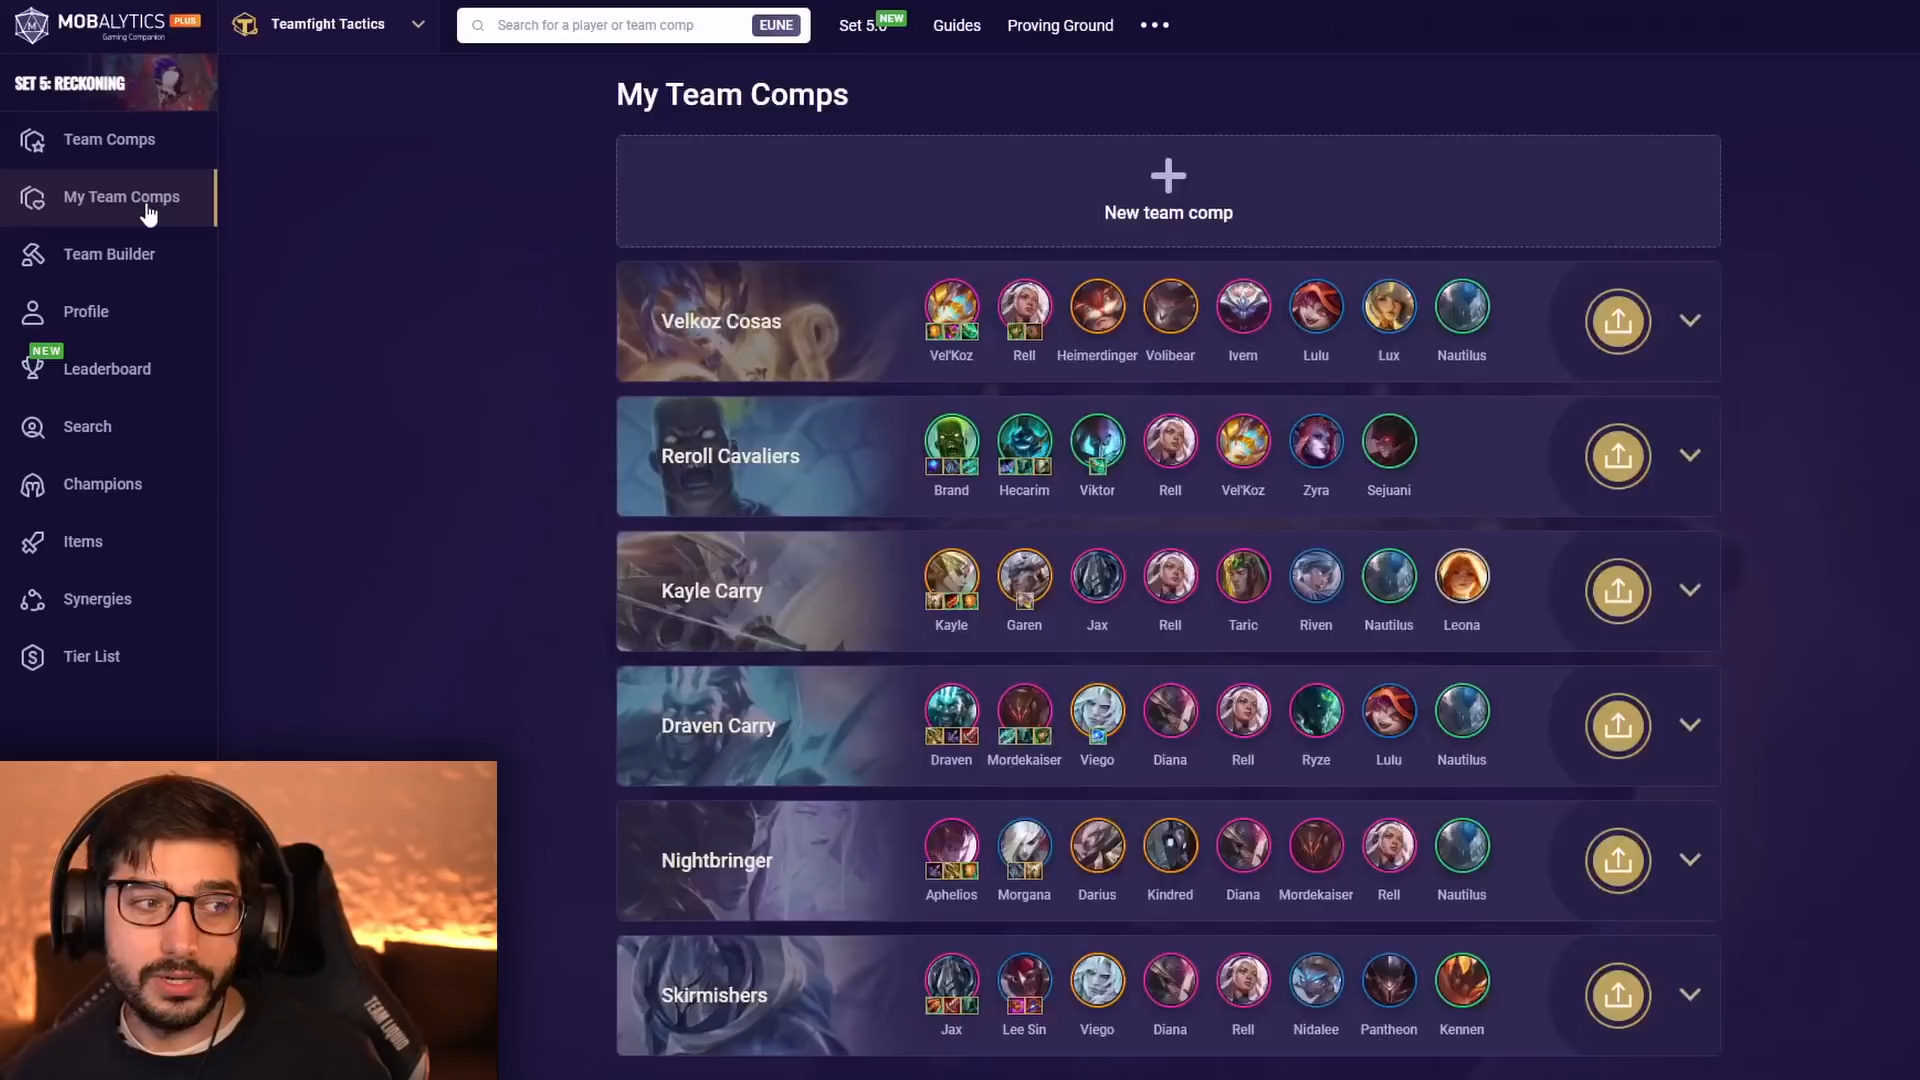 MOBALYTICS PLUS
Gaming Companion
Teamfight Tactics
Search for a player or team comp
EUNE
Set 5.0
NEW
Guides
Proving Ground
SET 5: RECKONING
Team Comps
My Team Comps
Team Builder
Profile
NEW
Leaderboard
Search
Champions
Items
Synergies
Tier List
My Team Comps
New team comp
Velkoz Cosas
Vel'Koz Rell Heimerdinger Volibear Ivern Lulu Lux Nautilus
Reroll Cavaliers
Brand Hecarim Viktor Rell Vel'Koz Zyra Sejuani
Kayle Carry
Kayle Garen Jax Rell Taric Riven Nautilus Leona
Draven Carry
Draven Mordekaiser Viego Diana Rell Ryze Lulu Nautilus
Nightbringer
Aphelios Morgana Darius Kindred Diana Mordekaiser Rell Nautilus
Skirmishers
Jax Lee Sin Viego Diana Rell Nidalee Pantheon Kennen
TEAM LIQUID